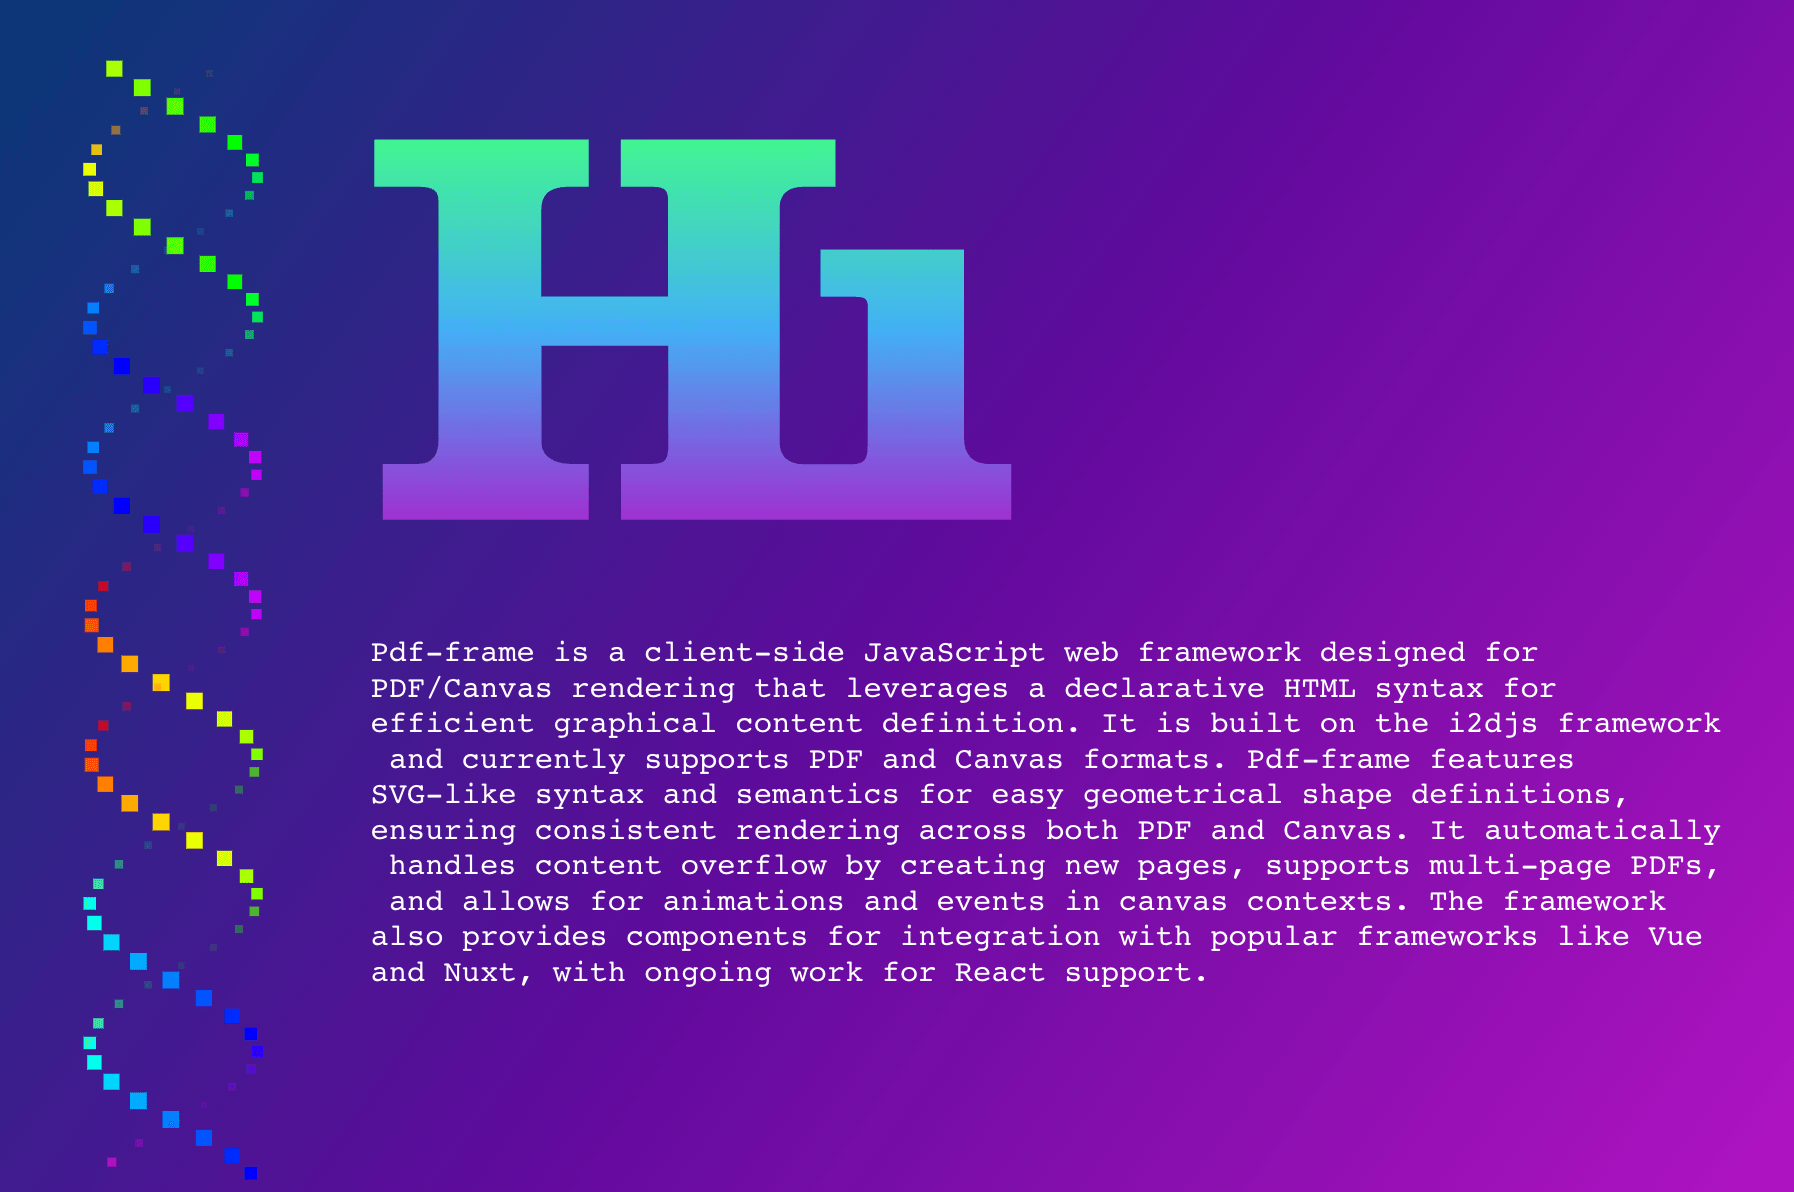 Hi
Pdf-frame is a client-side JavaScript web framework designed for
PDF/Canvas rendering that leverages a declarative HTML syntax for
efficient graphical content definition. It is built on the i2djs framework
and currently supports PDF and Canvas formats. Pdf-frame features
SVG-like syntax and semantics for easy geometrical shape definitions,
ensuring consistent rendering across both PDF and Canvas. It automatically
handles content overflow by creating new pages, supports multi-page PDFs,
and allows for animations and events in canvas contexts. The framework
also provides components for integration with popular frameworks like Vue
and Nuxt, with ongoing work for React support.